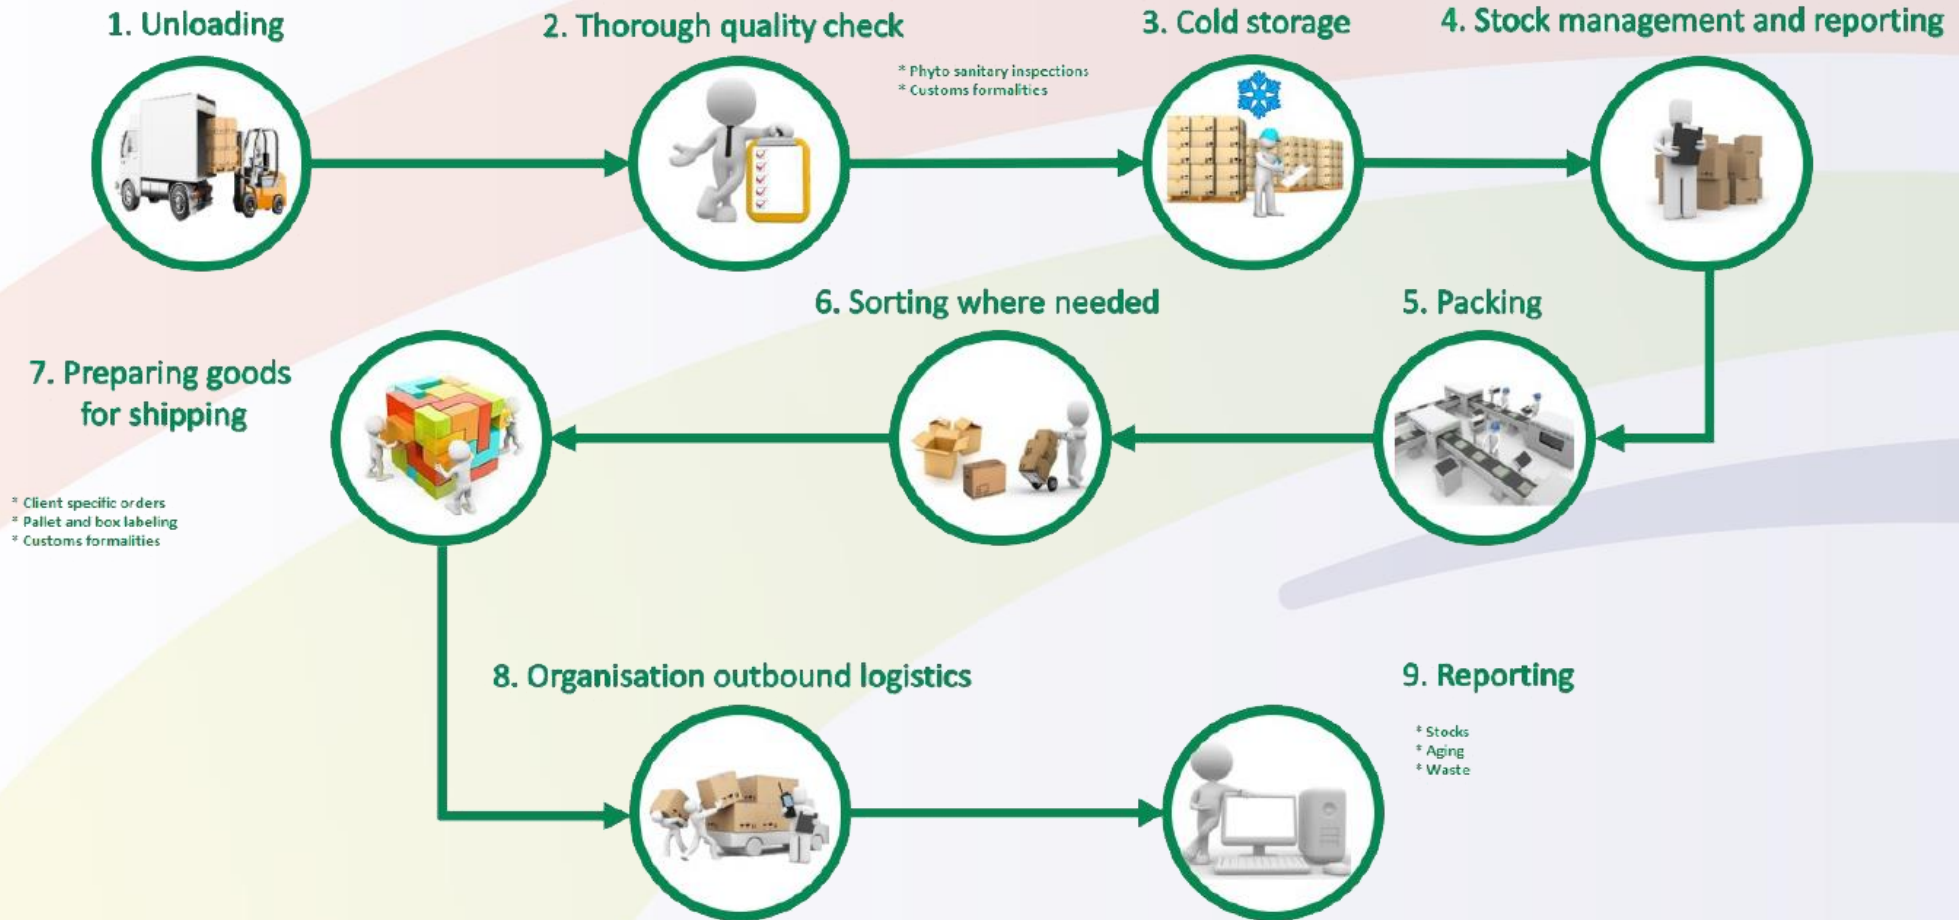 1. Unloading
2. Thorough quality check
* Phyto sanitary inspections
* Customs formalities
3. Cold storage
4. Stock management and reporting
5. Packing
6. Sorting where needed
7. Preparing goods
for shipping
* Client specific orders
* Pallet and box labeling
* Customs formalities
8. Organisation outbound logistics
9. Reporting
* Stocks
* Aging
* Waste